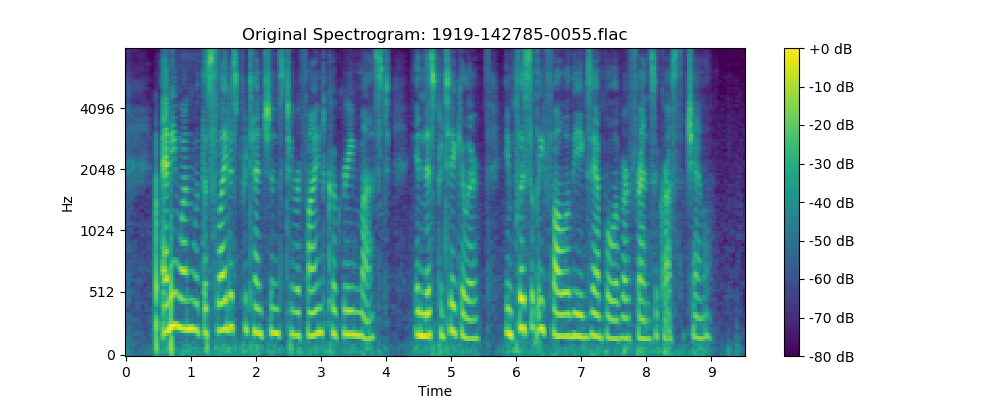 Original Spectrogram: 1919-142785-0055.flac
Hz
4096
2048
1024
512
0
0 1 2 3 4 5 6 7 8 9
Time
+0 dB
-10 dB
-20 dB
-30 dB
-40 dB
-50 dB
-60 dB
-70 dB
-80 dB